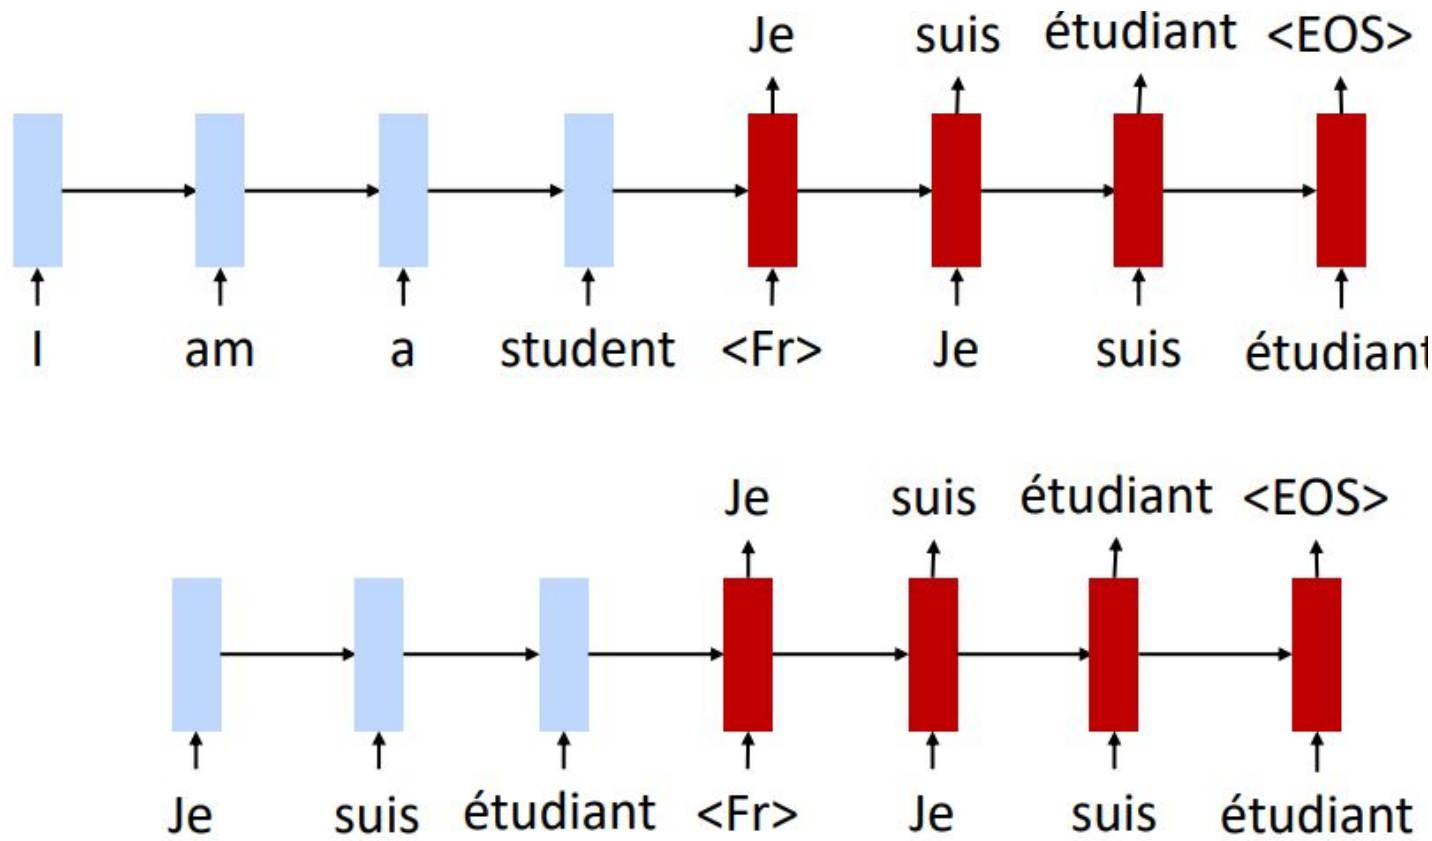 Je suis étudiant <EOS>
I am a student <Fr> Je suis étudiant
Je suis étudiant <EOS>
Je suis étudiant <Fr> Je suis étudiant